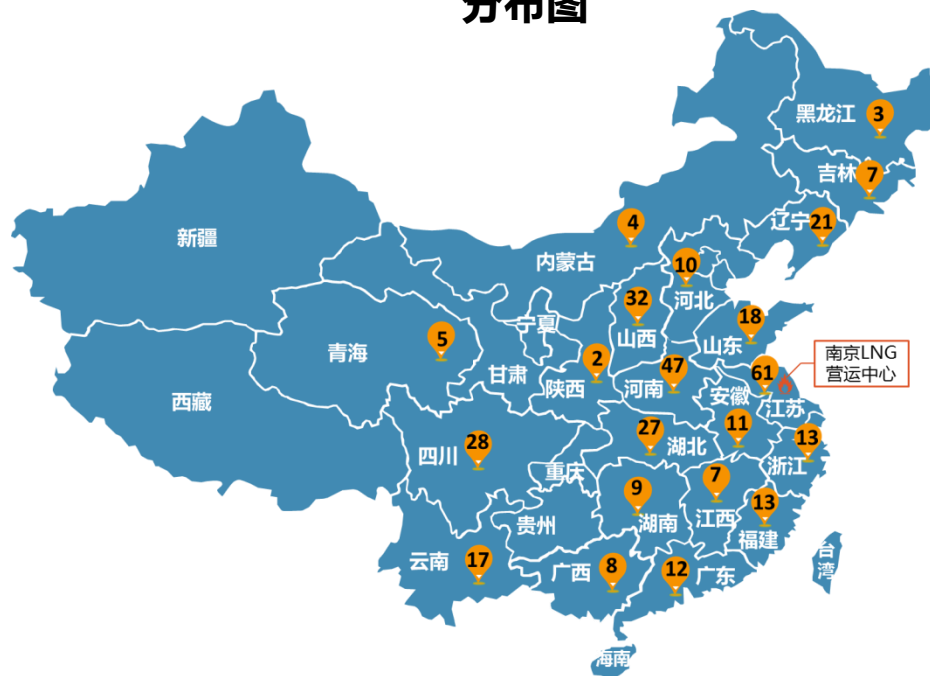 分布图
黑龙江
3
吉林
7
辽宁
21
4
内蒙古
新疆
10
河北
32
山西
18
山东
宁夏
5
青海
甘肃
2
陕西
47
河南
61
江苏
南京LNG
营运中心
安徽
11
西藏
28
四川
重庆
27
湖北
13
浙江
9
湖南
7
江西
13
福建
贵州
17
云南
8
广西
12
广东
台
湾
海南